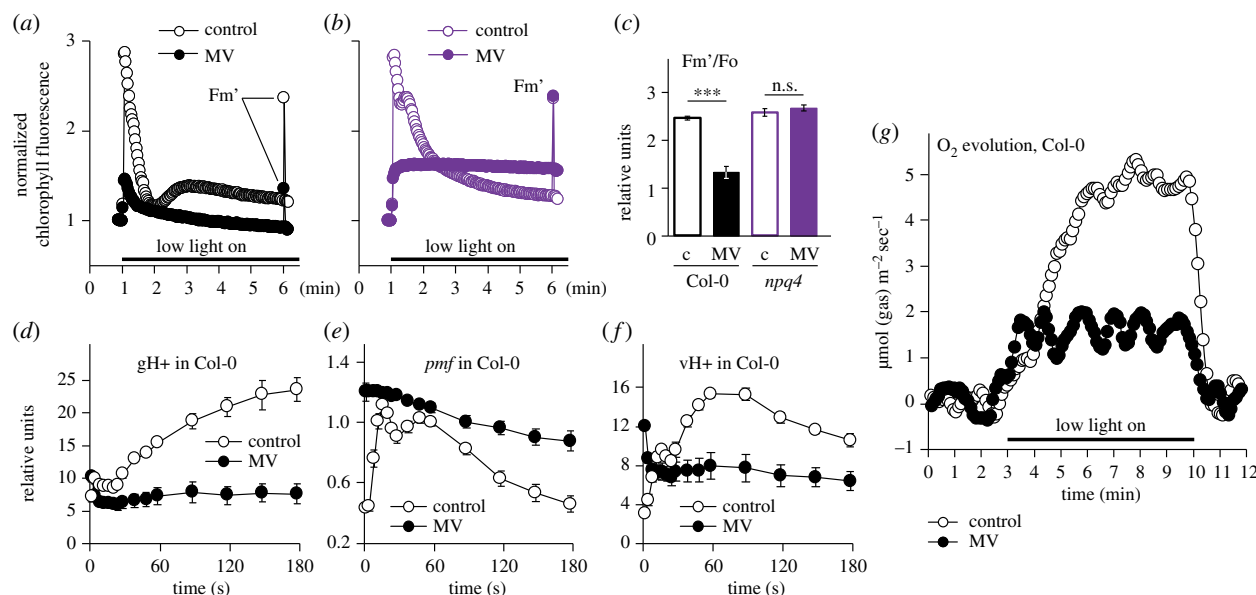 (a)
control
MV
3
2
1
normalized
chlorophyll fluorescence
Fm’
low light on
0 1 2 3 4 5 6 (min)
(b)
control
MV
Fm’
low light on
0 1 2 3 4 5 6 (min)
(c)
Fm’/Fo
*** n.s.
3
2
1
0
relative units
c MV c MV
Col-0 npq4
(d)
gH+ in Col-0
25
20
15
10
5
0
relative units
control
MV
0 60 120 180
time (s)
(e)
pmf in Col-0
1.4
1.0
0.6
0.2
control
MV
0 60 120 180
time (s)
(f)
vH+ in Col-0
16
12
8
4
0
control
MV
0 60 120 180
time (s)
(g)
O2 evolution, Col-0
6
5
4
3
2
1
0
–1
µmol (gas) m–2 sec–1
low light on
0 1 2 3 4 5 6 7 8 9 10 11 12
time (min)
control
MV